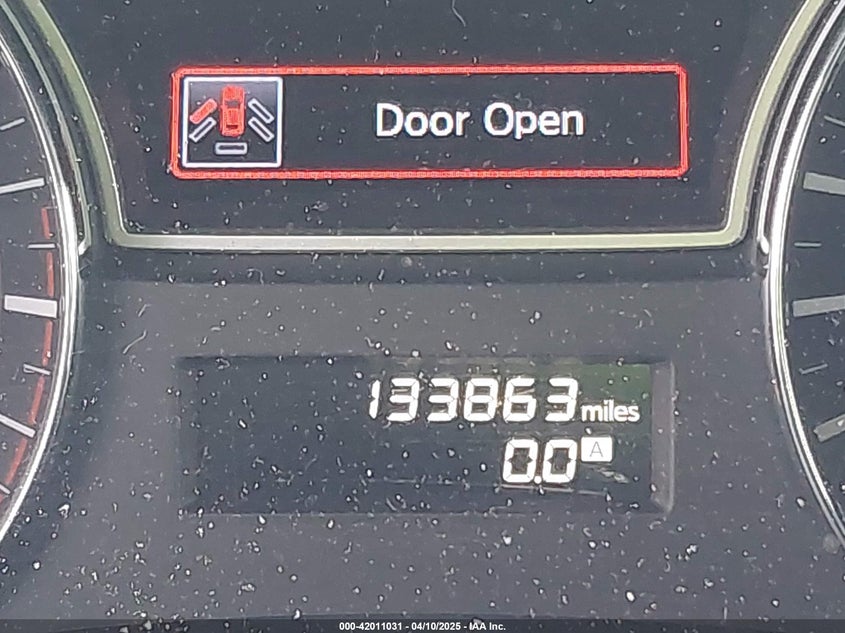 Door Open
133863 miles
0.0 A
000-42011031 - 04/10/2025 - IAA Inc.